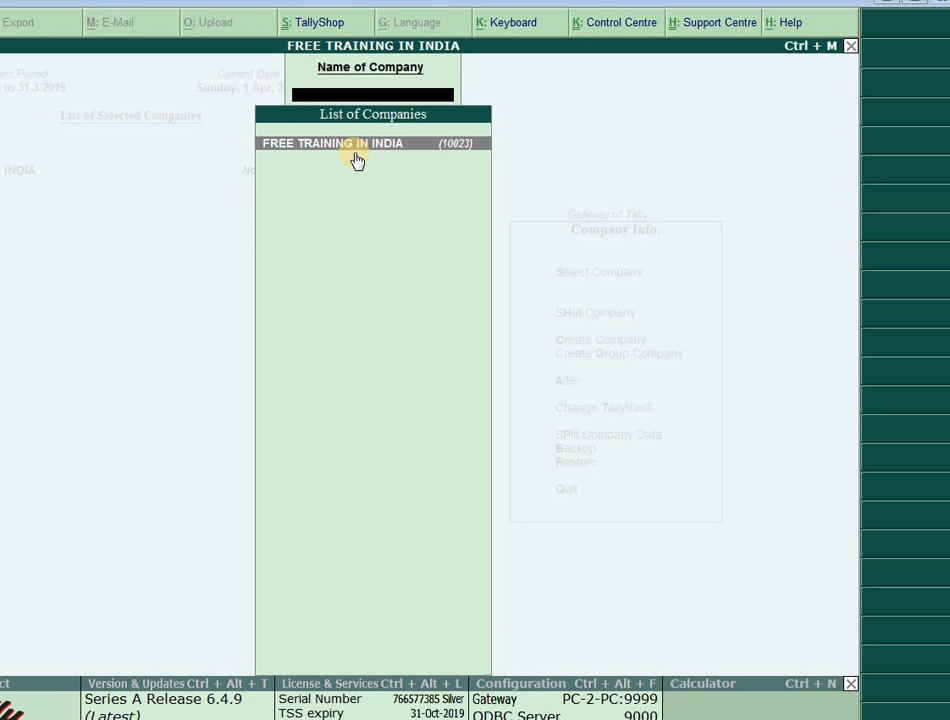 Export M: E-Mail O: Upload S: TallyShop G: Language K: Keyboard K: Control Centre H: Support Centre H: Help
FREE TRAINING IN INDIA Ctrl + M
Name of Company
Current Date
to 31-3-2019 Sunday, 1 Apr, 2
List of Selected Companies
List of Companies
FREE TRAINING IN INDIA (10023)
INDIA
Gateway of Tally
Company Info.
Select Company
SHut Company
Create Company
Create Group Company
Alter
Change TallyVault
SPlit Company Data
Backup
Restore
Quit
Version & Updates Ctrl + Alt + T License & Services Ctrl + Alt + L Configuration Ctrl + Alt + F Calculator Ctrl + N
Series A Release 6.4.9 Serial Number 766577385 Silver Gateway PC-2-PC:9999
(Latest) TSS expiry 31-Oct-2019 ODBC Server 9000